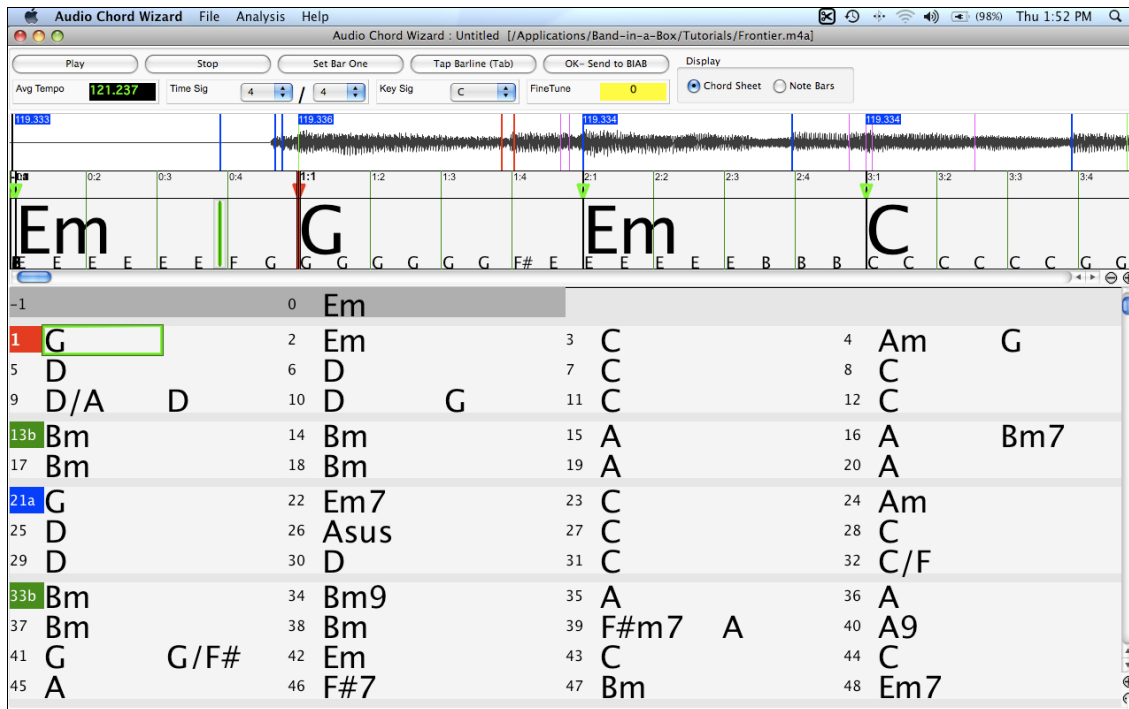 Audio Chord Wizard File Analysis Help (98%) Thu 1:52 PM
Audio Chord Wizard : Untitled [/Applications/Band-in-a-Box/Tutorials/Frontier.m4a]
Play Stop Set Bar One Tap Barline (Tab) OK- Send to BIAB Display
Avg Tempo 121.237 Time Sig 4 / 4 Key Sig C FineTune 0 Chord Sheet Note Bars
119.333 119.336 119.334 119.334
0:2 0:3 0:4 1:1 1:2 1:3 1:4 2:1 2:2 2:3 2:4 3:1 3:2 3:3 3:4
Em G Em C
E E E E E F G G G G G G G F# E E E E E E B B B C C C C C C G G
-1 0 Em
1 G 2 Em 3 C 4 Am G
5 D 6 D 7 C 8 C
9 D/A D 10 D G 11 C 12 C
13b Bm 14 Bm 15 A 16 A Bm7
17 Bm 18 Bm 19 A 20 A
21a G 22 Em7 23 C 24 Am
25 D 26 Asus 27 C 28 C
29 D 30 D 31 C 32 C/F
33b Bm 34 Bm9 35 A 36 A
37 Bm 38 Bm 39 F#m7 A 40 A9
41 G G/F# 42 Em 43 C 44 C
45 A 46 F#7 47 Bm 48 Em7